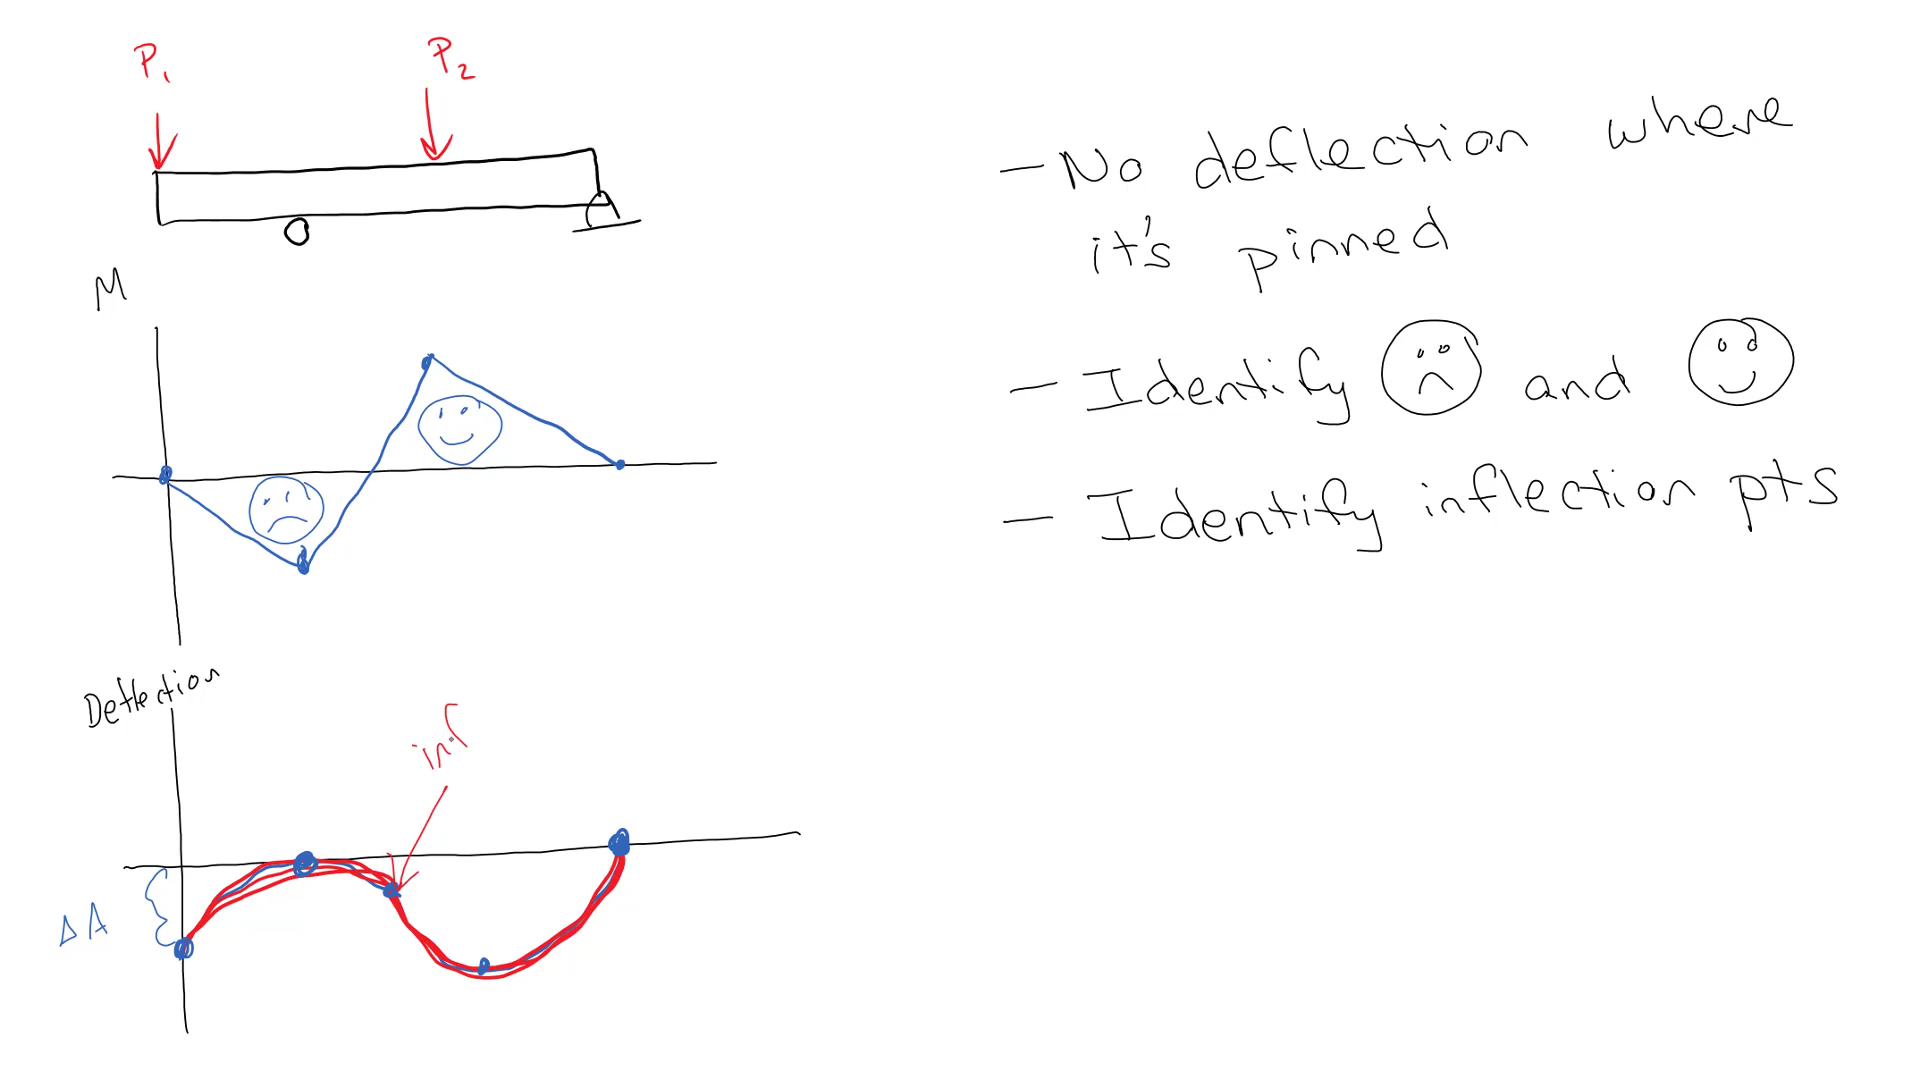 P1
P2
M
Deflection
inf
ΔA
- No deflection where
it's pinned
- Identify and
- Identify inflection pts